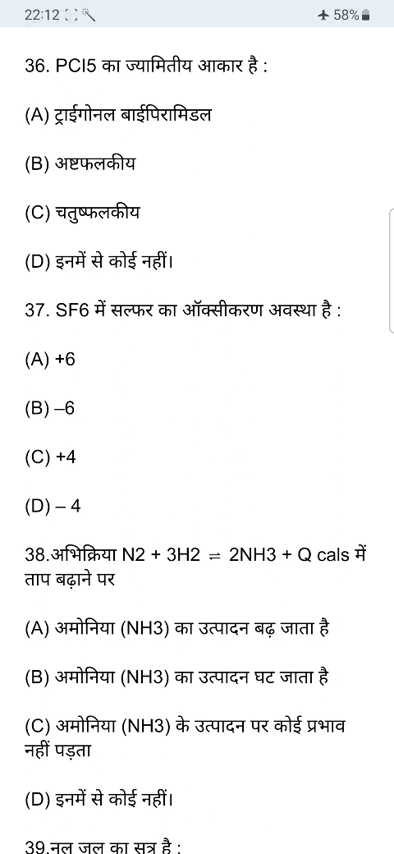 22:12
58%
36. PCI5 का ज्यामितीय आकार है :
(A) ट्राईगोनल बाईपिरामिडल
(B) अष्टफलकीय
(C) चतुष्फलकीय
(D) इनमें से कोई नहीं।
37. SF6 में सल्फर का ऑक्सीकरण अवस्था है :
(A) +6
(B) –6
(C) +4
(D) – 4
38.अभिक्रिया N2 + 3H2 ⇌ 2NH3 + Q cals में
ताप बढ़ाने पर
(A) अमोनिया (NH3) का उत्पादन बढ़ जाता है
(B) अमोनिया (NH3) का उत्पादन घट जाता है
(C) अमोनिया (NH3) के उत्पादन पर कोई प्रभाव
नहीं पड़ता
(D) इनमें से कोई नहीं।
39.नल जल का सूत्र है :